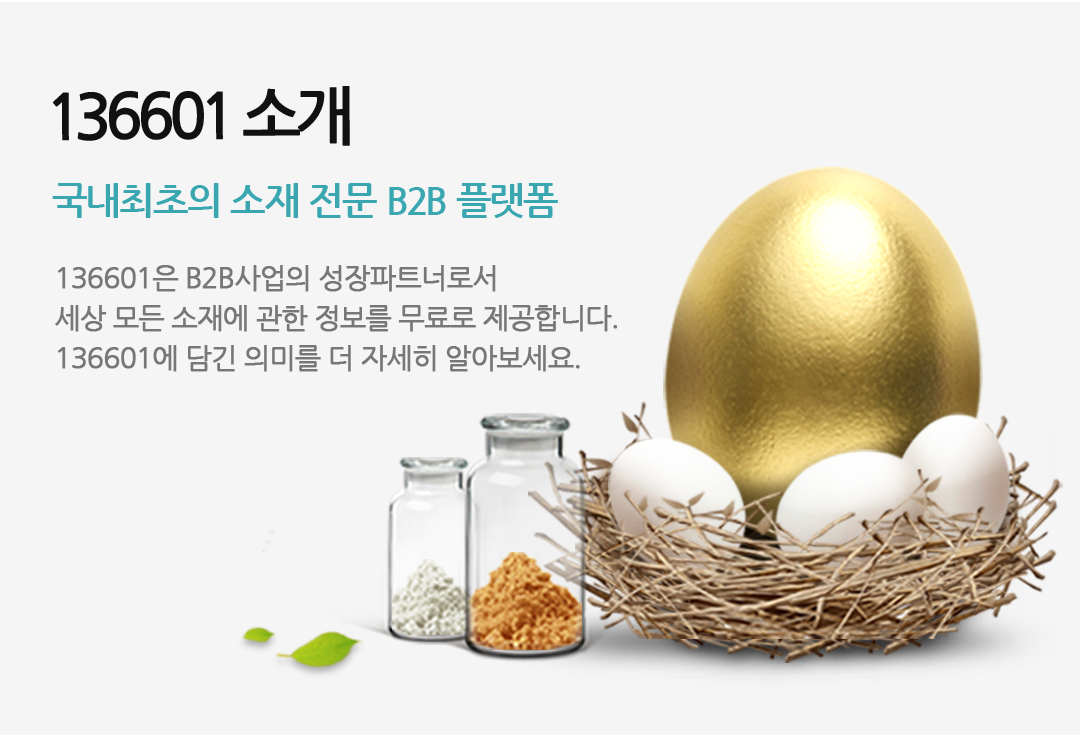 136601 소개
국내최초의 소재 전문 B2B 플랫폼
136601은 B2B사업의 성장파트너로서
세상 모든 소재에 관한 정보를 무료로 제공합니다.
136601에 담긴 의미를 더 자세히 알아보세요.